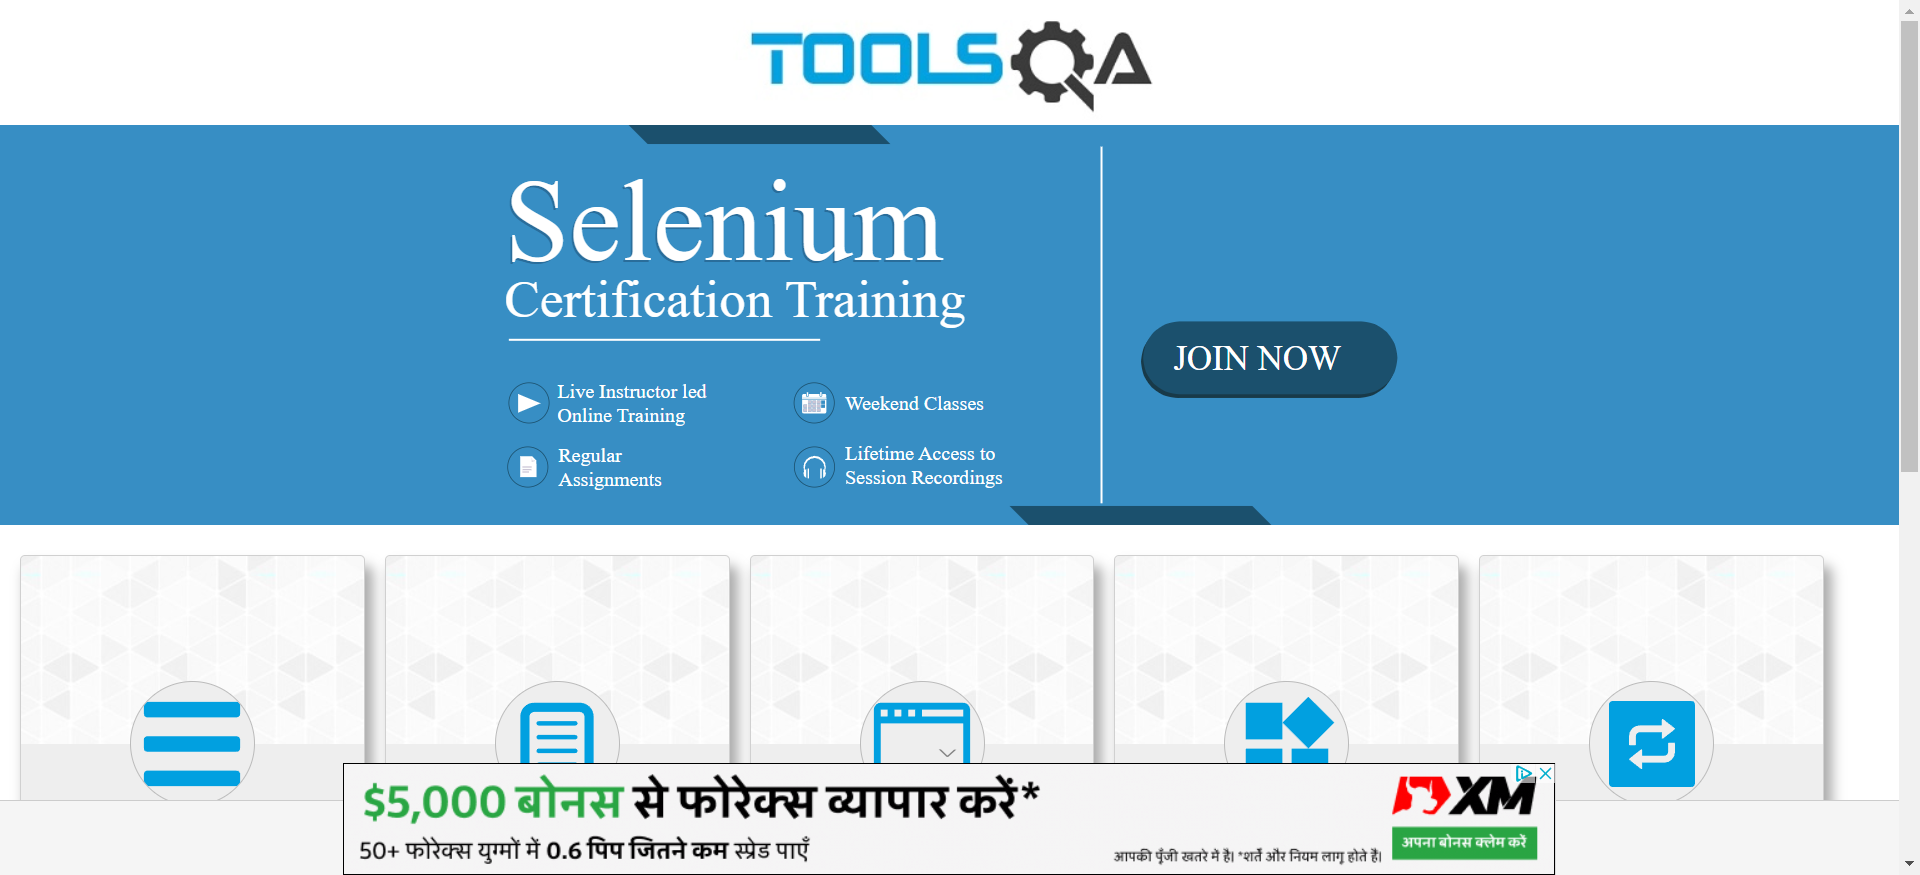 TOOLSQA
Selenium
Certification Training
JOIN NOW
Live Instructor led
Online Training
Weekend Classes
Regular
Assignments
Lifetime Access to
Session Recordings
$5,000 बोनस से फोरेक्स व्यापार करें*
50+ फोरेक्स युग्मों में 0.6 पिप जितने कम स्प्रेड पाएँ
आपकी पूँजी खतरे में है। *शर्तें और नियम लागू होते हैं।
XM
अपना बोनस क्लेम करें